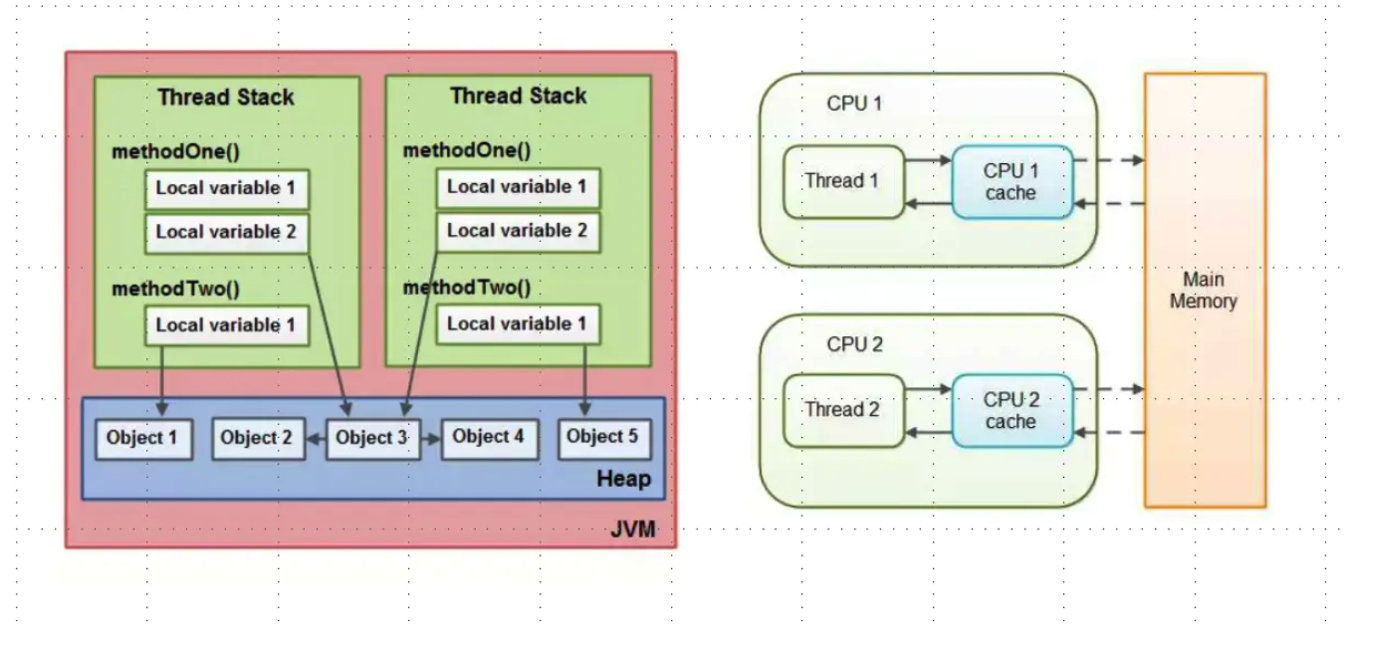 Thread Stack
methodOne()
Local variable 1
Local variable 2
methodTwo()
Local variable 1
Thread Stack
methodOne()
Local variable 1
Local variable 2
methodTwo()
Local variable 1
Object 1
Object 2
Object 3
Object 4
Object 5
Heap
JVM
CPU 1
Thread 1
CPU 1
cache
CPU 2
Thread 2
CPU 2
cache
Main
Memory